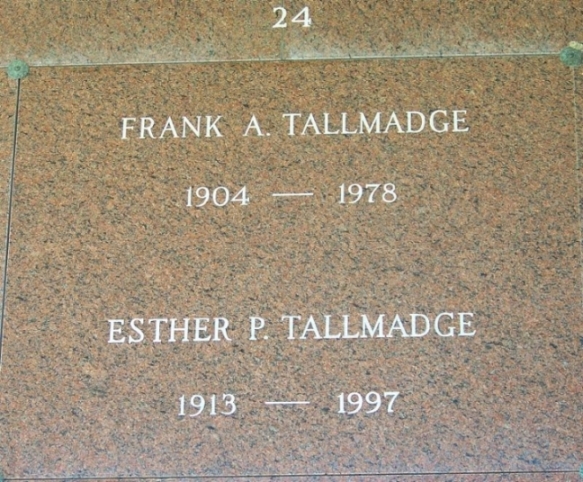 24
FRANK A. TALLMADGE
1904 — 1978
ESTHER P. TALLMADGE
1913 — 1997